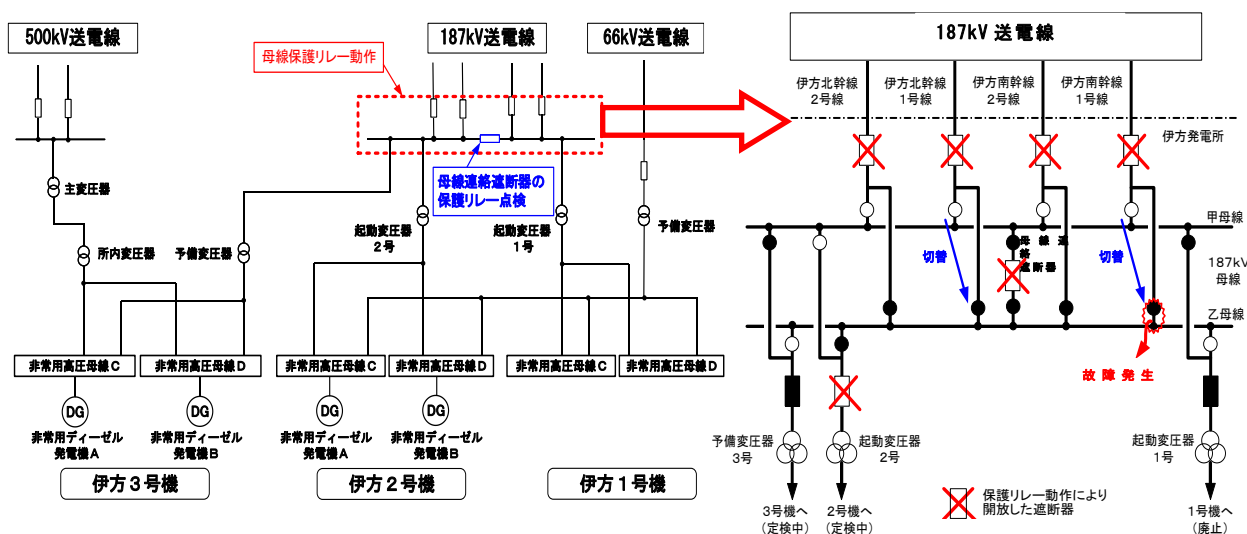 500kV送電線
187kV送電線
66kV送電線
母線保護リレー動作
母線連絡遮断器の
保護リレー点検
主変圧器
所内変圧器
予備変圧器
起動変圧器
2号
起動変圧器
1号
予備変圧器
非常用高圧母線C
非常用高圧母線D
非常用高圧母線C
非常用高圧母線D
非常用高圧母線C
非常用高圧母線D
DG
DG
DG
DG
非常用ディーゼル
発電機A
非常用ディーゼル
発電機B
非常用ディーゼル
発電機A
非常用ディーゼル
発電機B
伊方3号機
伊方2号機
伊方1号機
187kV 送電線
伊方北幹線
2号線
伊方北幹線
1号線
伊方南幹線
2号線
伊方南幹線
1号線
伊方発電所
甲母線
187kV
母線
乙母線
切替
母線連
絡
遮断器
切替
故障発生
予備変圧器
3号
起動変圧器
2号
起動変圧器
1号
3号機へ
(定検中)
2号機へ
(定検中)
1号機へ
(廃止)
保護リレー動作により
開放した遮断器